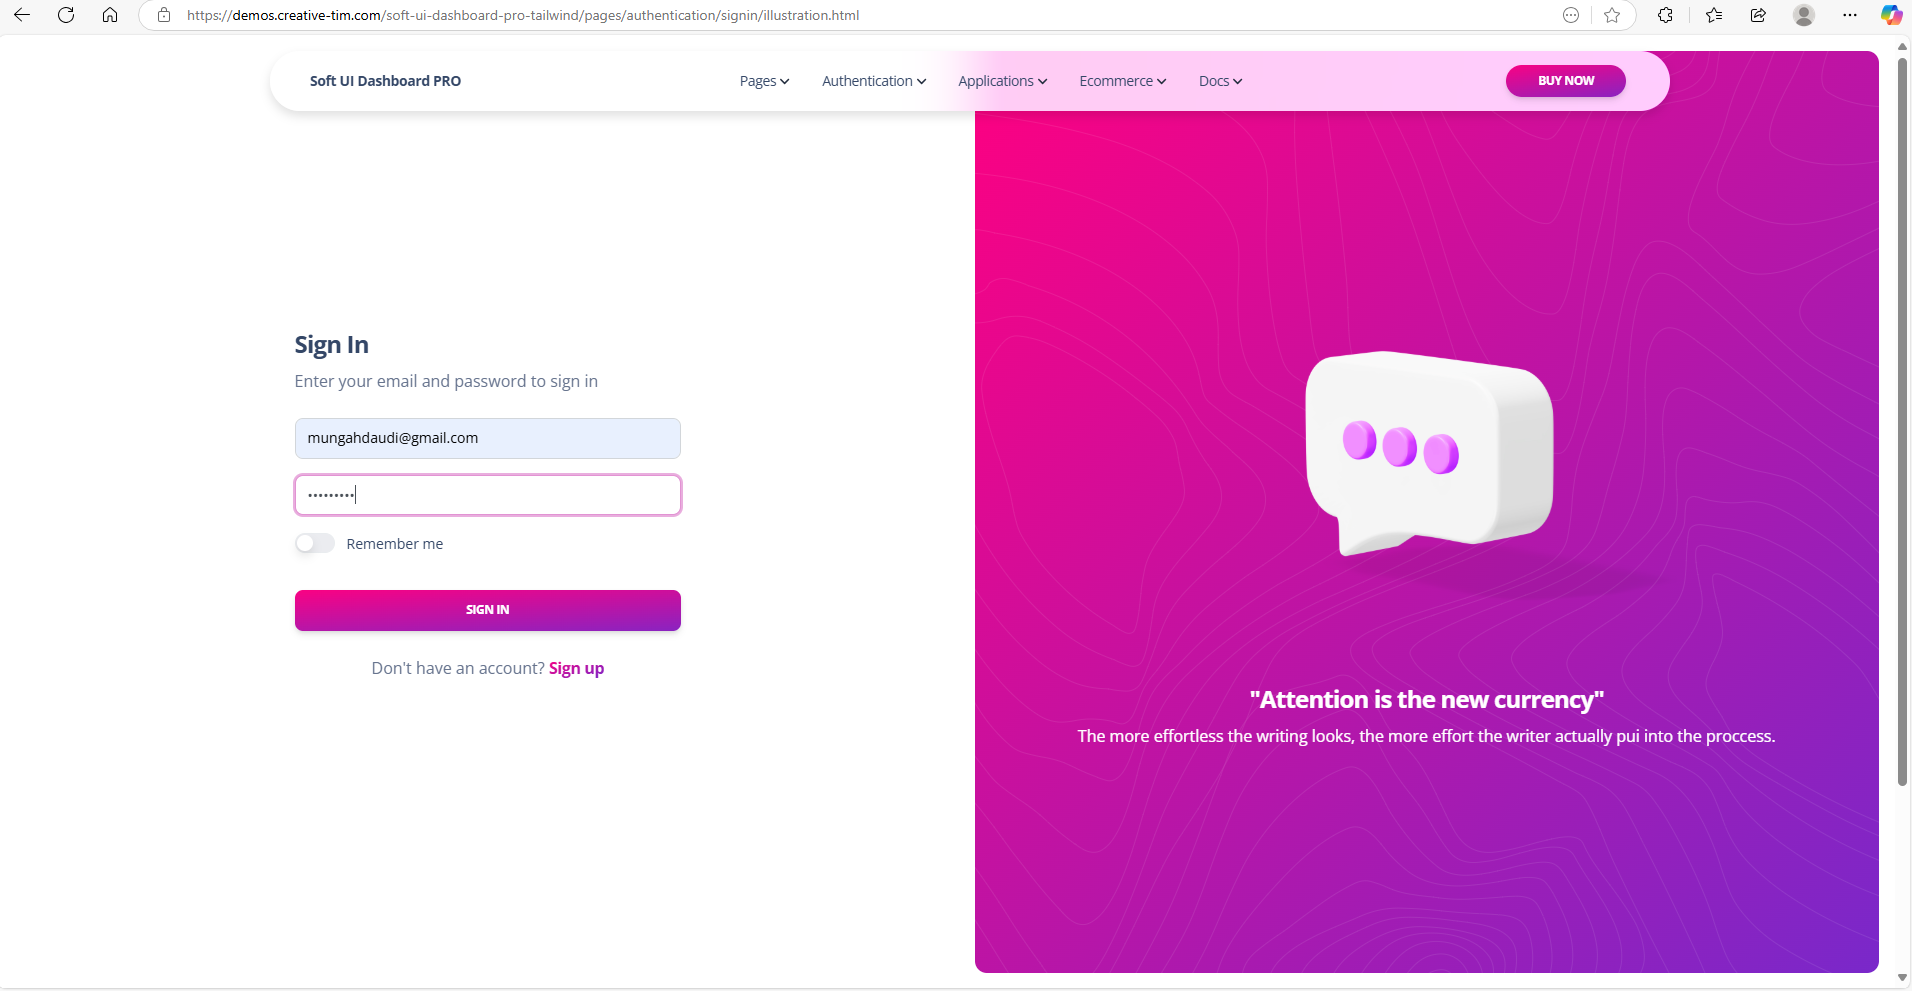 https://demos.creative-tim.com/soft-ui-dashboard-pro-tailwind/pages/authentication/signin/illustration.html
Soft UI Dashboard PRO
Pages
Authentication
Applications
Ecommerce
Docs
BUY NOW
Sign In
Enter your email and password to sign in
mungahdaudi@gmail.com
•••••••••
Remember me
SIGN IN
Don't have an account? Sign up
"Attention is the new currency"
The more effortless the writing looks, the more effort the writer actually pui into the proccess.